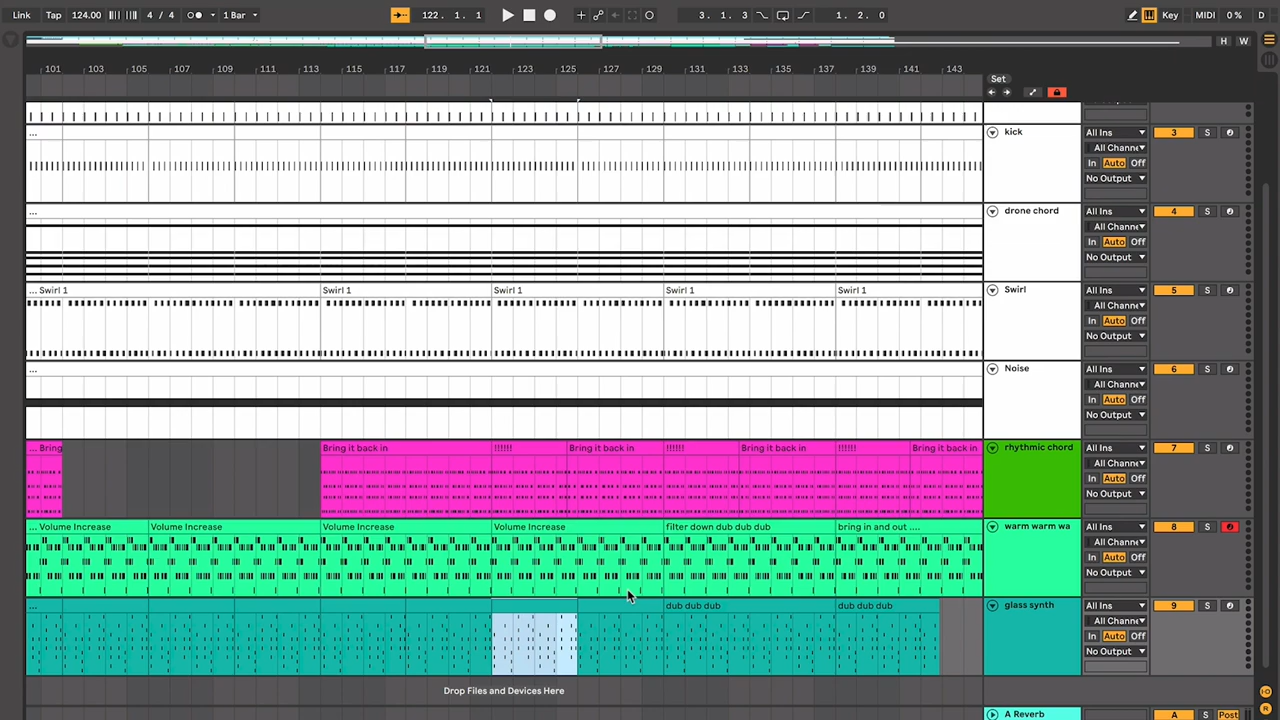 Link Tap 124.00 4 / 4 1 Bar 122. 1. 1 3. 1. 3 1. 2. 0 Key MIDI 0 % D
H W
101 103 105 107 109 111 113 115 117 119 121 123 125 127 129 131 133 135 137 139 141 143
Set
... kick All Ins 3 S
All Channe
In Auto Off
No Output
... drone chord All Ins 4 S
All Channe
In Auto Off
No Output
... Swirl 1 Swirl 1 Swirl 1 Swirl 1 Swirl 1 Swirl All Ins 5 S
All Channe
In Auto Off
No Output
... Noise All Ins 6 S
All Channe
In Auto Off
No Output
... Bring Bring it back in !!!!!! Bring it back in !!!!!! Bring it back in !!!!!! Bring it back in rhythmic chord All Ins 7 S
All Channe
In Auto Off
No Output
... Volume Increase Volume Increase Volume Increase Volume Increase filter down dub dub dub bring in and out .... warm warm wa All Ins 8 S
All Channe
In Auto Off
No Output
... dub dub dub dub dub dub glass synth All Ins 9 S
All Channe
In Auto Off
No Output
Drop Files and Devices Here
A Reverb A S Post